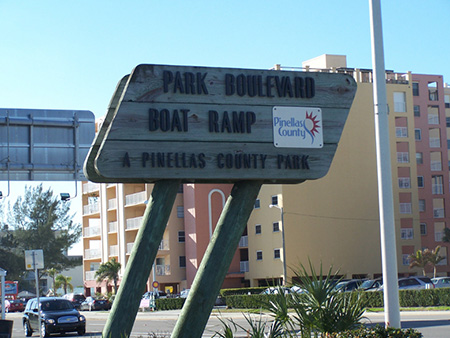 PARK BOULEVARD
BOAT RAMP
Pinellas
County
A PINELLAS COUNTY PARK